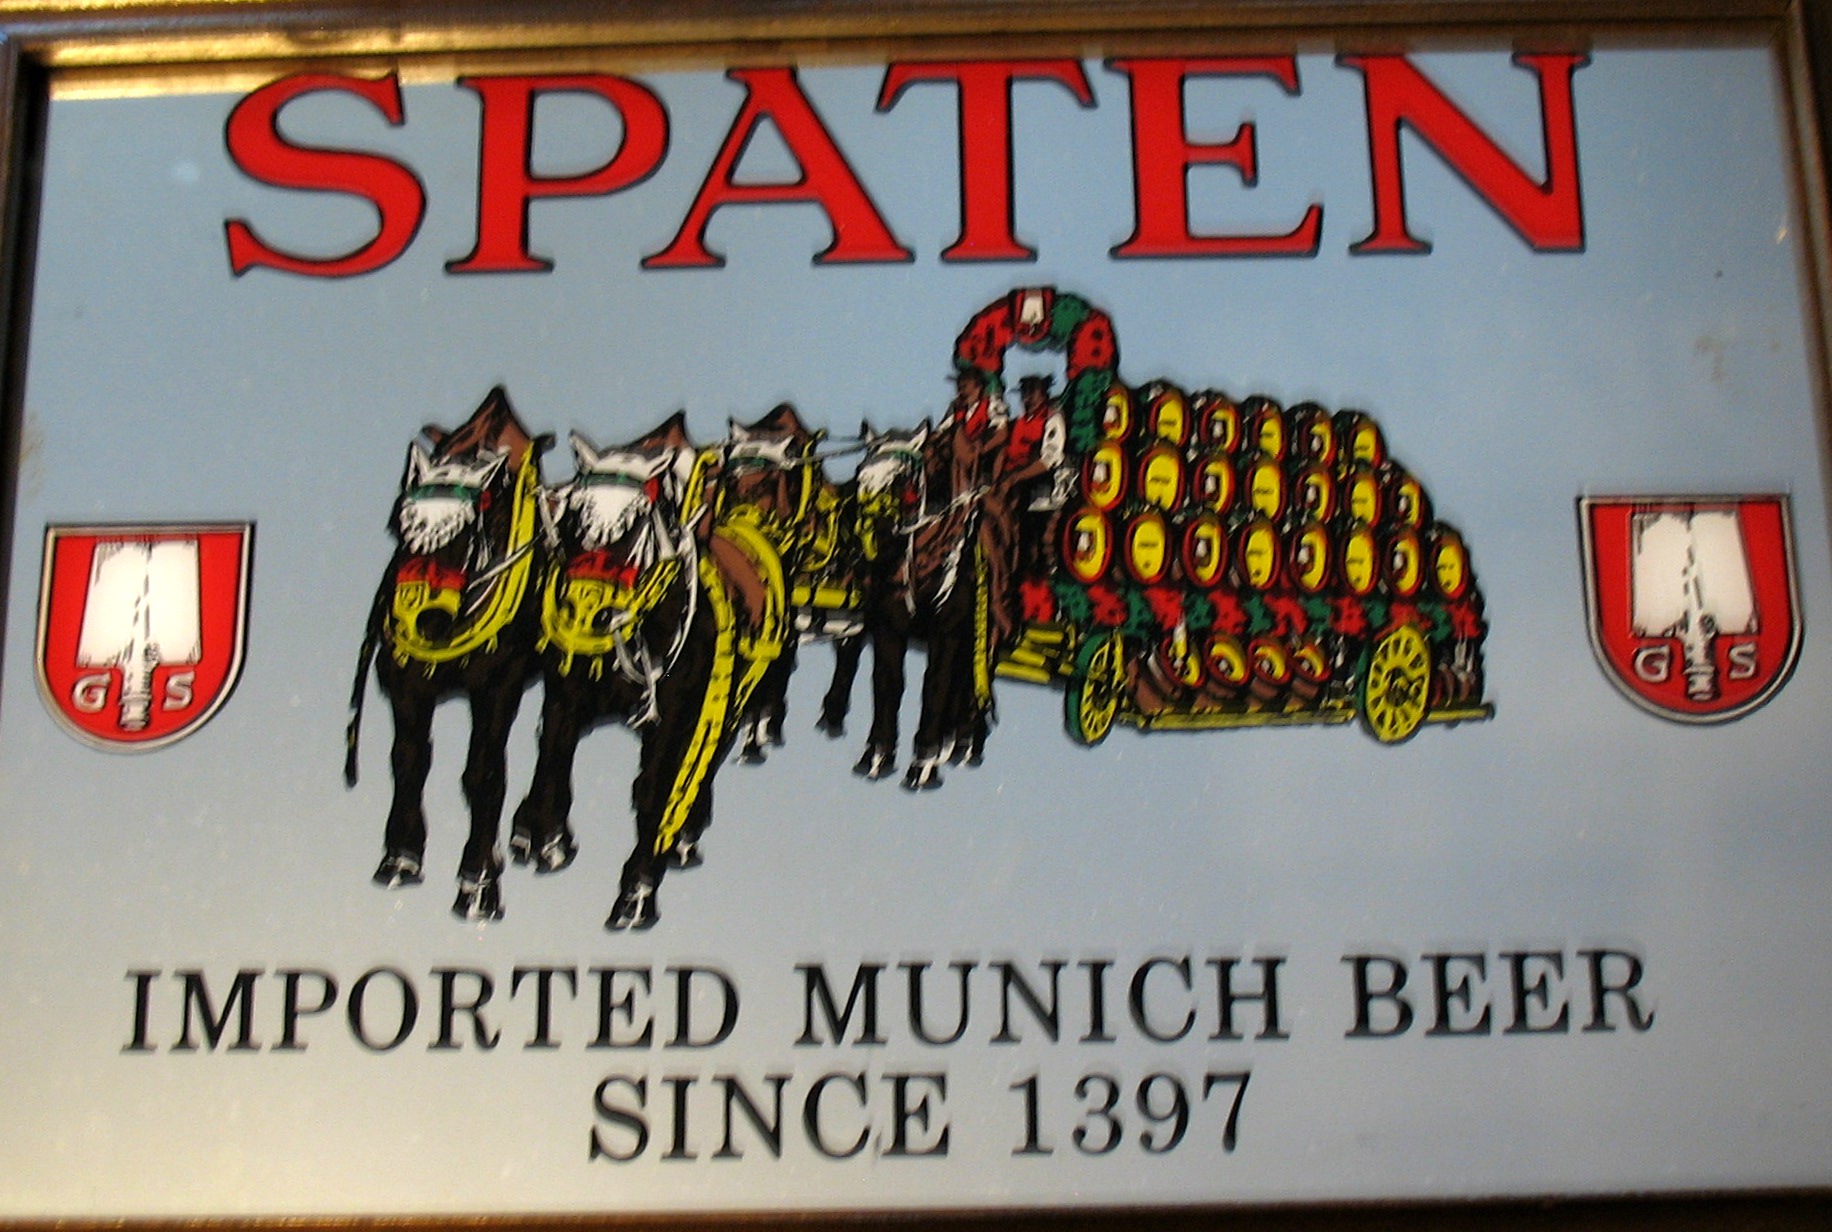 SPATEN
G S
G S
IMPORTED MUNICH BEER
SINCE 1397